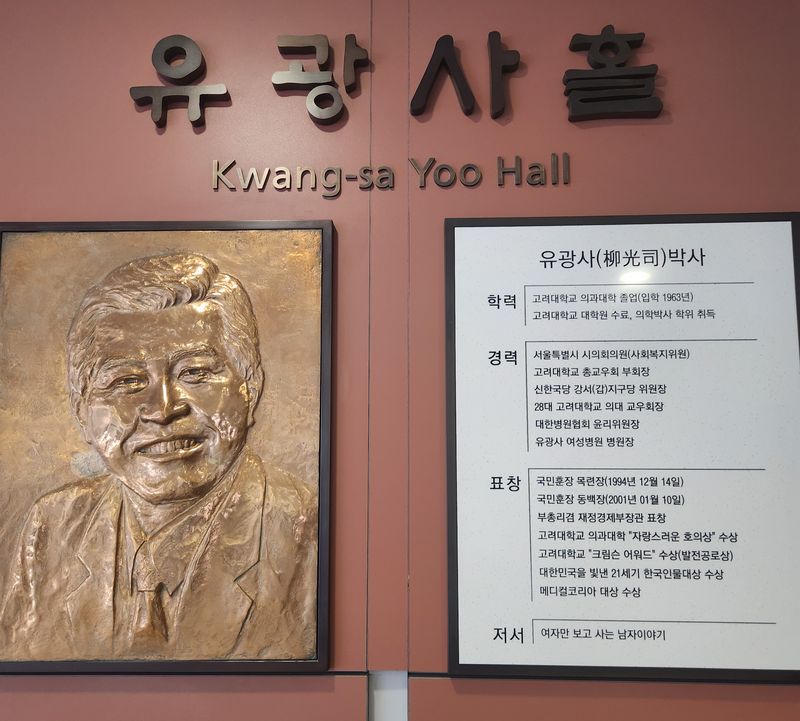 유광사홀
Kwang-sa Yoo Hall
유광사(柳光司)박사
학력
고려대학교 의과대학 졸업(입학 1963년)
고려대학교 대학원 수료, 의학박사 학위 취득
경력
서울특별시 시의회의원(사회복지위원)
고려대학교 총교우회 부회장
신한국당 강서(갑)지구당 위원장
28대 고려대학교 의대 교우회장
대한병원협회 윤리위원장
유광사 여성병원 병원장
표창
국민훈장 목련장(1994년 12월 14일)
국민훈장 동백장(2001년 01월 10일)
부총리겸 재정경제부장관 표창
고려대학교 의과대학 "자랑스러운 호의상" 수상
고려대학교 "크림슨 어워드" 수상(발전공로상)
대한민국을 빛낸 21세기 한국인물대상 수상
메디컬코리아 대상 수상
저서
여자만 보고 사는 남자이야기